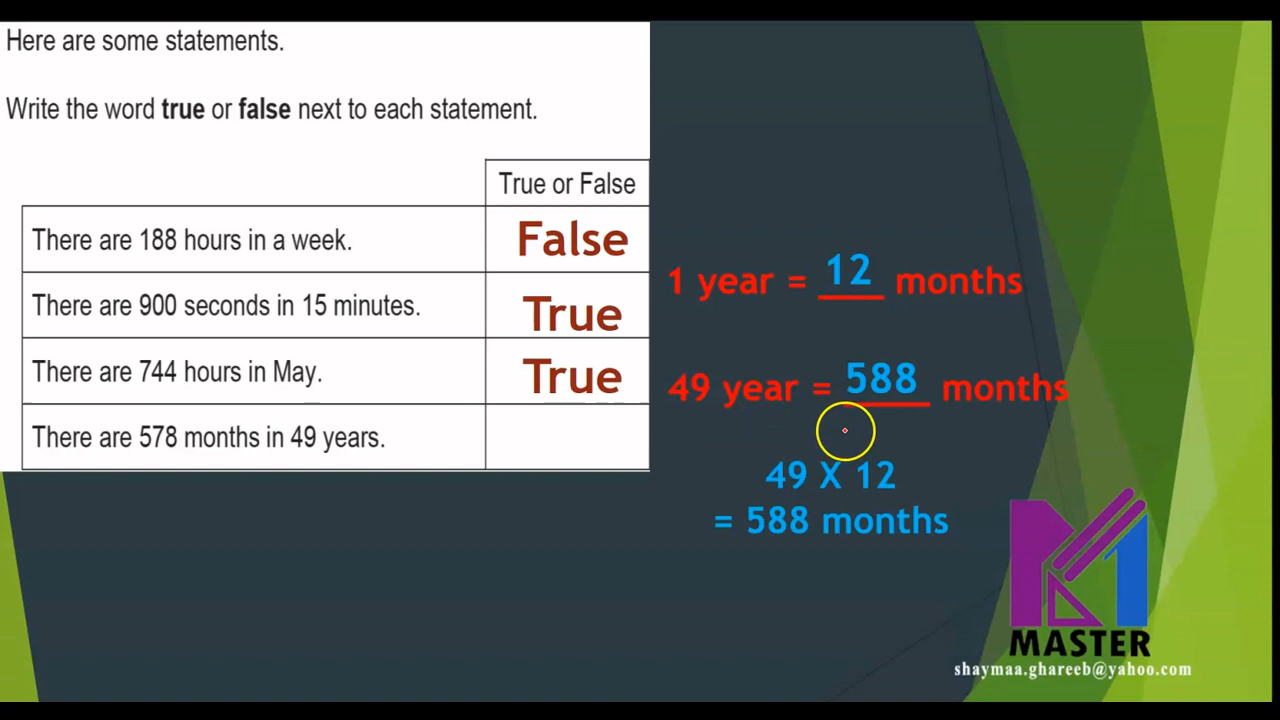 Here are some statements.
Write the word true or false next to each statement.
True or False
There are 188 hours in a week. False
There are 900 seconds in 15 minutes. True
There are 744 hours in May. True
There are 578 months in 49 years.
1 year = 12 months
49 year = 588 months
49 X 12
= 588 months
MASTER
shaymaa.ghareeb@yahoo.com